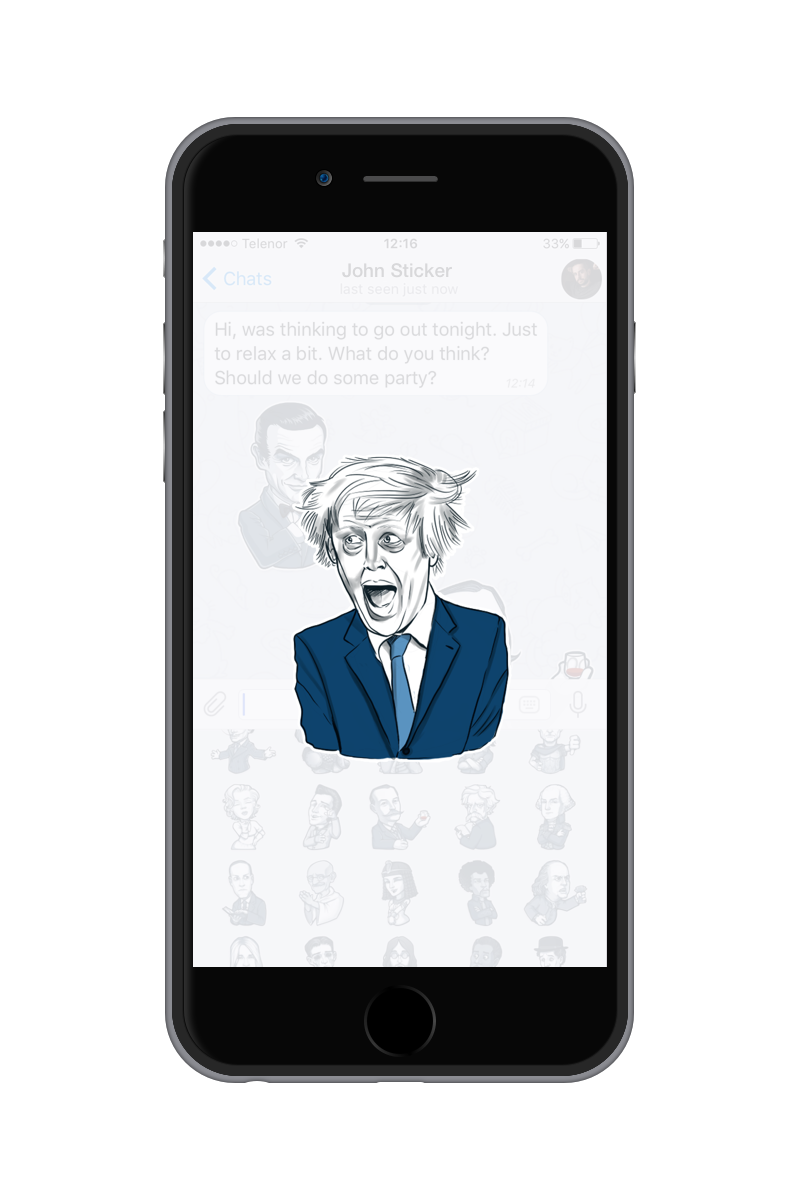 Telenor 12:16 33%
Chats John Sticker
last seen just now
Hi, was thinking to go out tonight. Just
to relax a bit. What do you think?
Should we do some party? 12:14